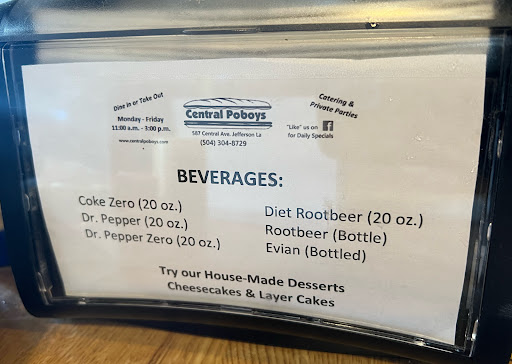 Dine in or Take Out
Monday - Friday
11:00 a.m. - 3:00 p.m.
www.centralpoboys.com
Central Poboys
587 Central Ave. Jefferson La
(504) 304-8729
Catering &
Private Parties
"Like" us on f
for Daily Specials
BEVERAGES:
Coke Zero (20 oz.)
Dr. Pepper (20 oz.)
Dr. Pepper Zero (20 oz.)
Diet Rootbeer (20 oz.)
Rootbeer (Bottle)
Evian (Bottled)
Try our House-Made Desserts
Cheesecakes & Layer Cakes